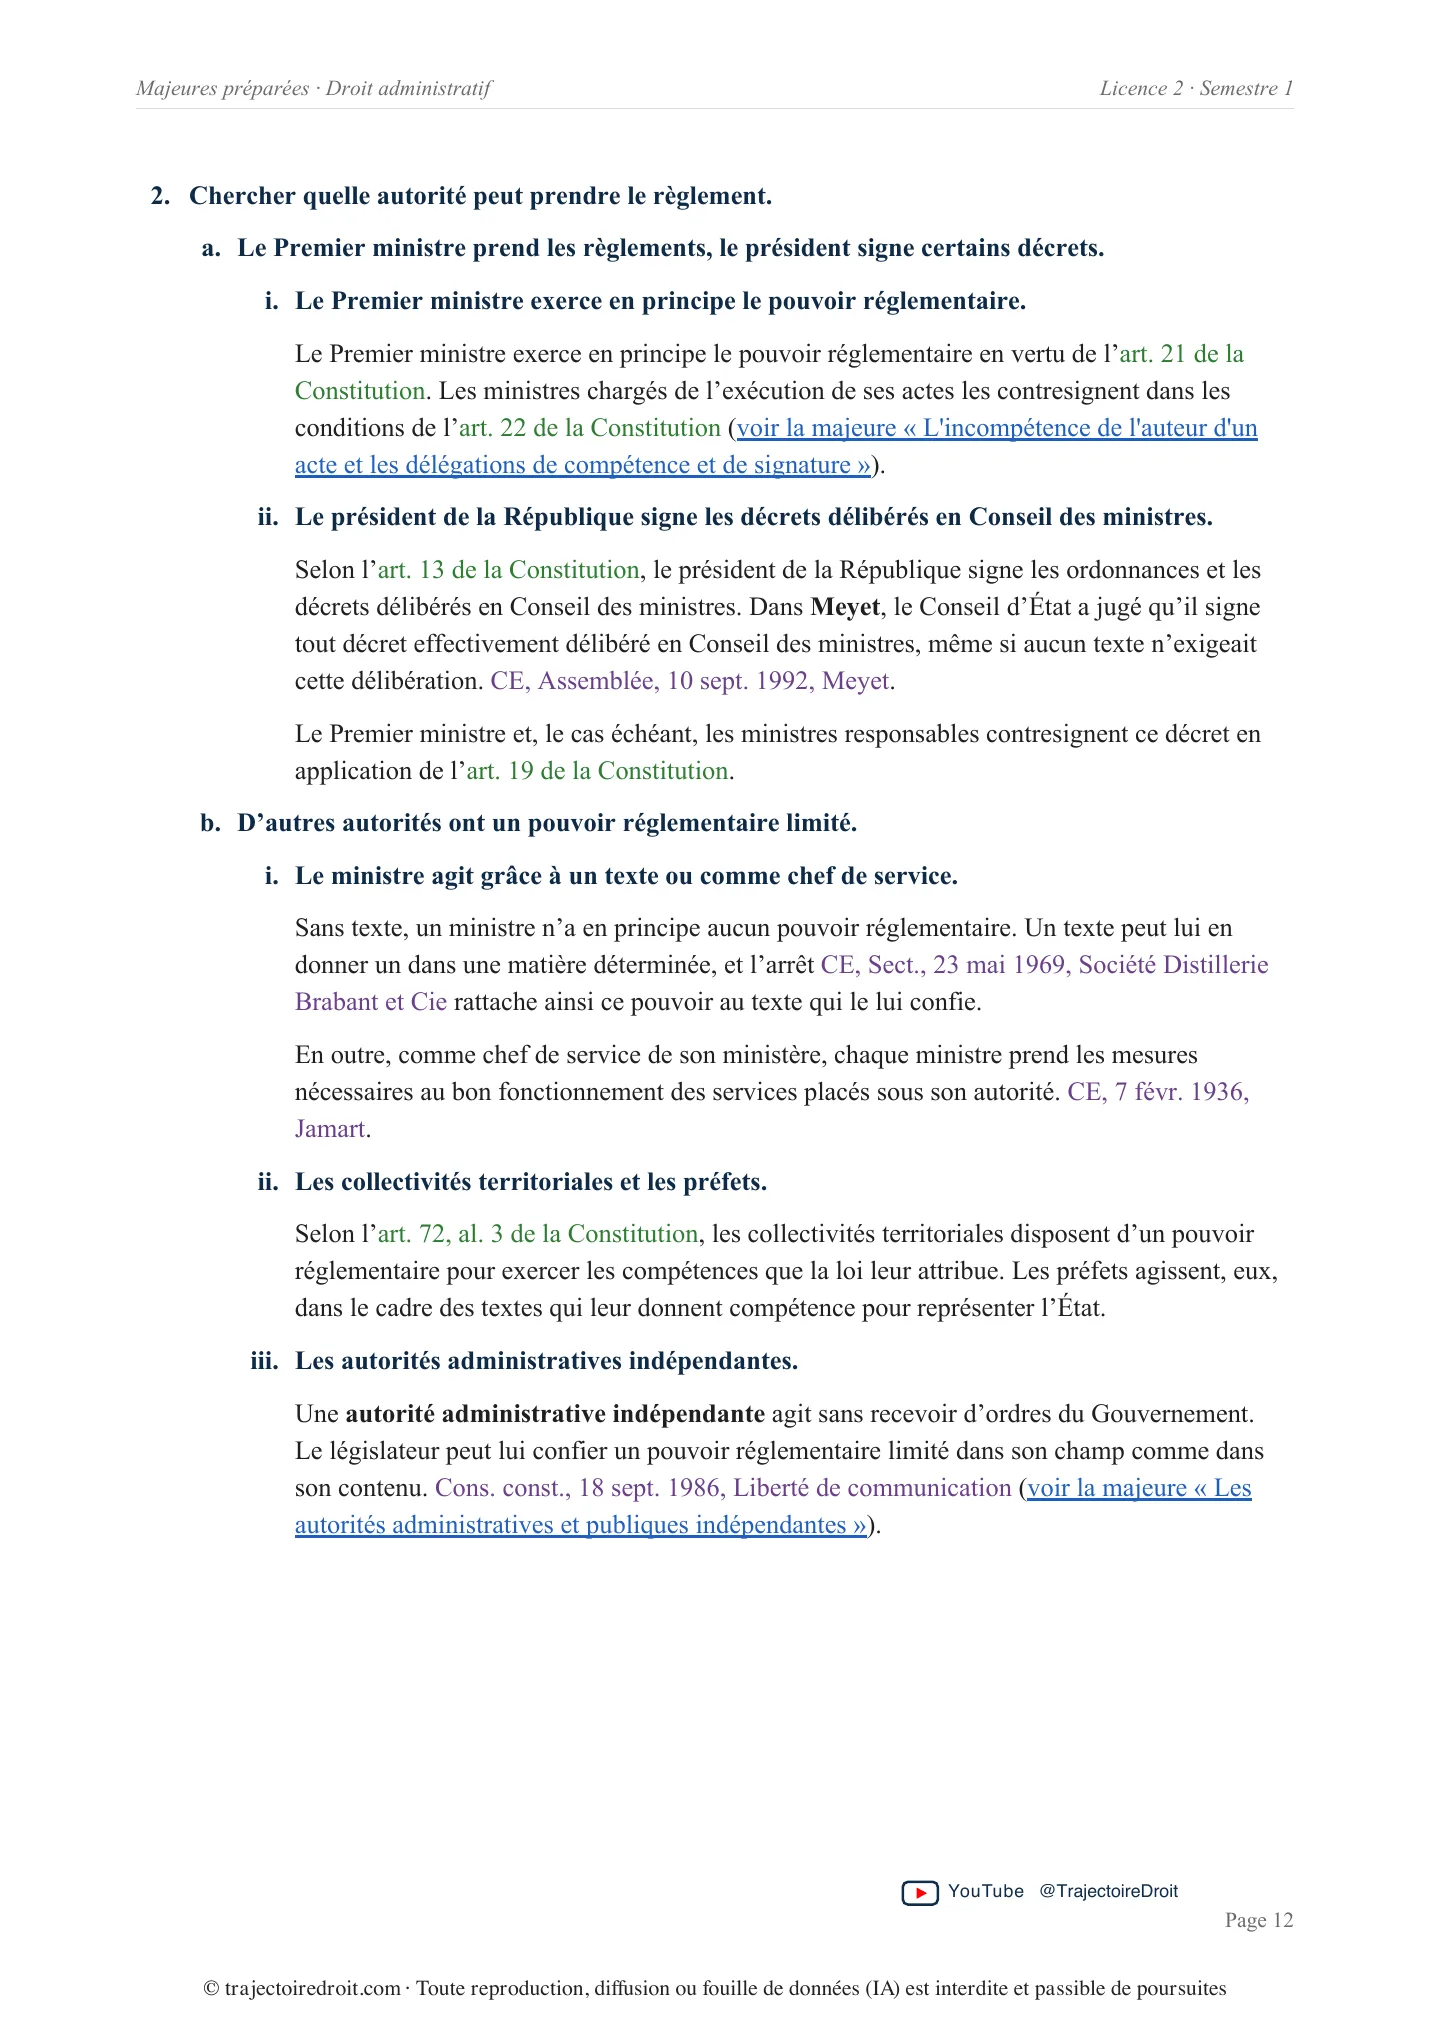 Majeures préparées · Droit administratif
Licence 2 · Semestre 1
2. Chercher quelle autorité peut prendre le règlement.
a. Le Premier ministre prend les règlements, le président signe certains décrets.
i. Le Premier ministre exerce en principe le pouvoir réglementaire.
Le Premier ministre exerce en principe le pouvoir réglementaire en vertu de l’art. 21 de la
Constitution. Les ministres chargés de l’exécution de ses actes les contresignent dans les
conditions de l’art. 22 de la Constitution (voir la majeure « L'incompétence de l'auteur d'un
acte et les délégations de compétence et de signature »).
ii. Le président de la République signe les décrets délibérés en Conseil des ministres.
Selon l’art. 13 de la Constitution, le président de la République signe les ordonnances et les
décrets délibérés en Conseil des ministres. Dans Meyet, le Conseil d’État a jugé qu’il signe
tout décret effectivement délibéré en Conseil des ministres, même si aucun texte n’exigeait
cette délibération. CE, Assemblée, 10 sept. 1992, Meyet.
Le Premier ministre et, le cas échéant, les ministres responsables contresignent ce décret en
application de l’art. 19 de la Constitution.
b. D’autres autorités ont un pouvoir réglementaire limité.
i. Le ministre agit grâce à un texte ou comme chef de service.
Sans texte, un ministre n’a en principe aucun pouvoir réglementaire. Un texte peut lui en
donner un dans une matière déterminée, et l’arrêt CE, Sect., 23 mai 1969, Société Distillerie
Brabant et Cie rattache ainsi ce pouvoir au texte qui le lui confie.
En outre, comme chef de service de son ministère, chaque ministre prend les mesures
nécessaires au bon fonctionnement des services placés sous son autorité. CE, 7 févr. 1936,
Jamart.
ii. Les collectivités territoriales et les préfets.
Selon l’art. 72, al. 3 de la Constitution, les collectivités territoriales disposent d’un pouvoir
réglementaire pour exercer les compétences que la loi leur attribue. Les préfets agissent, eux,
dans le cadre des textes qui leur donnent compétence pour représenter l’État.
iii. Les autorités administratives indépendantes.
Une autorité administrative indépendante agit sans recevoir d’ordres du Gouvernement.
Le législateur peut lui confier un pouvoir réglementaire limité dans son champ comme dans
son contenu. Cons. const., 18 sept. 1986, Liberté de communication (voir la majeure « Les
autorités administratives et publiques indépendantes »).
YouTube @TrajectoireDroit
Page 12
© trajectoiredroit.com · Toute reproduction, diffusion ou fouille de données (IA) est interdite et passible de poursuites